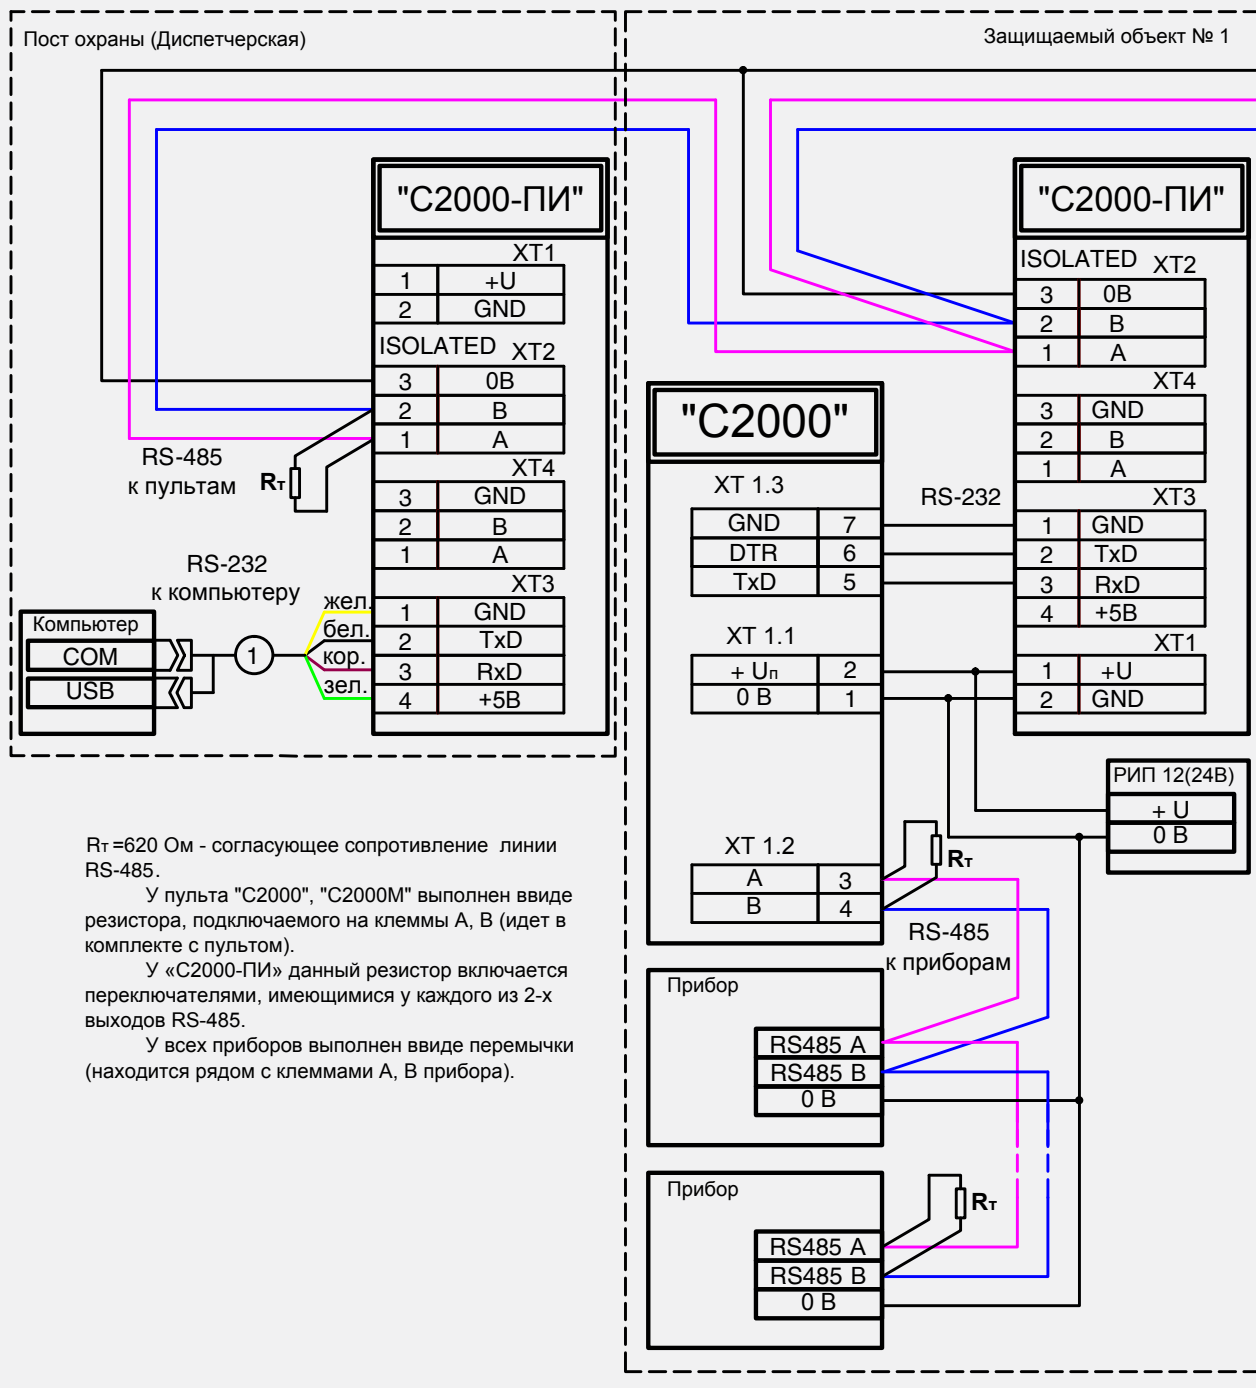 Пост охраны (Диспетчерская)
Защищаемый объект № 1
"С2000-ПИ"
XT1
1 +U
2 GND
ISOLATED XT2
3 0В
2 В
1 А
XT4
3 GND
2 В
1 А
XT3
1 GND
2 TxD
3 RxD
4 +5В
RS-485
к пультам
Rт
RS-232
к компьютеру
жел.
бел.
кор.
зел.
Компьютер
COM
USB
1
"С2000-ПИ"
ISOLATED XT2
3 0В
2 В
1 А
XT4
3 GND
2 В
1 А
XT3
1 GND
2 TxD
3 RxD
4 +5В
XT1
1 +U
2 GND
"С2000"
XT 1.3
GND 7
DTR 6
TxD 5
RS-232
XT 1.1
+ Uп 2
0 В 1
XT 1.2
А 3
В 4
Rт
RS-485
к приборам
РИП 12(24В)
+ U
0 В
Прибор
RS485 А
RS485 В
0 В
Прибор
RS485 А
RS485 В
0 В
Rт
Rт=620 Ом - согласующее сопротивление линии
RS-485.
У пульта "С2000", "С2000М" выполнен ввиде
резистора, подключаемого на клеммы А, В (идет в
комплекте с пультом).
У «С2000-ПИ» данный резистор включается
переключателями, имеющимися у каждого из 2-х
выходов RS-485.
У всех приборов выполнен ввиде перемычки
(находится рядом с клеммами А, В прибора).